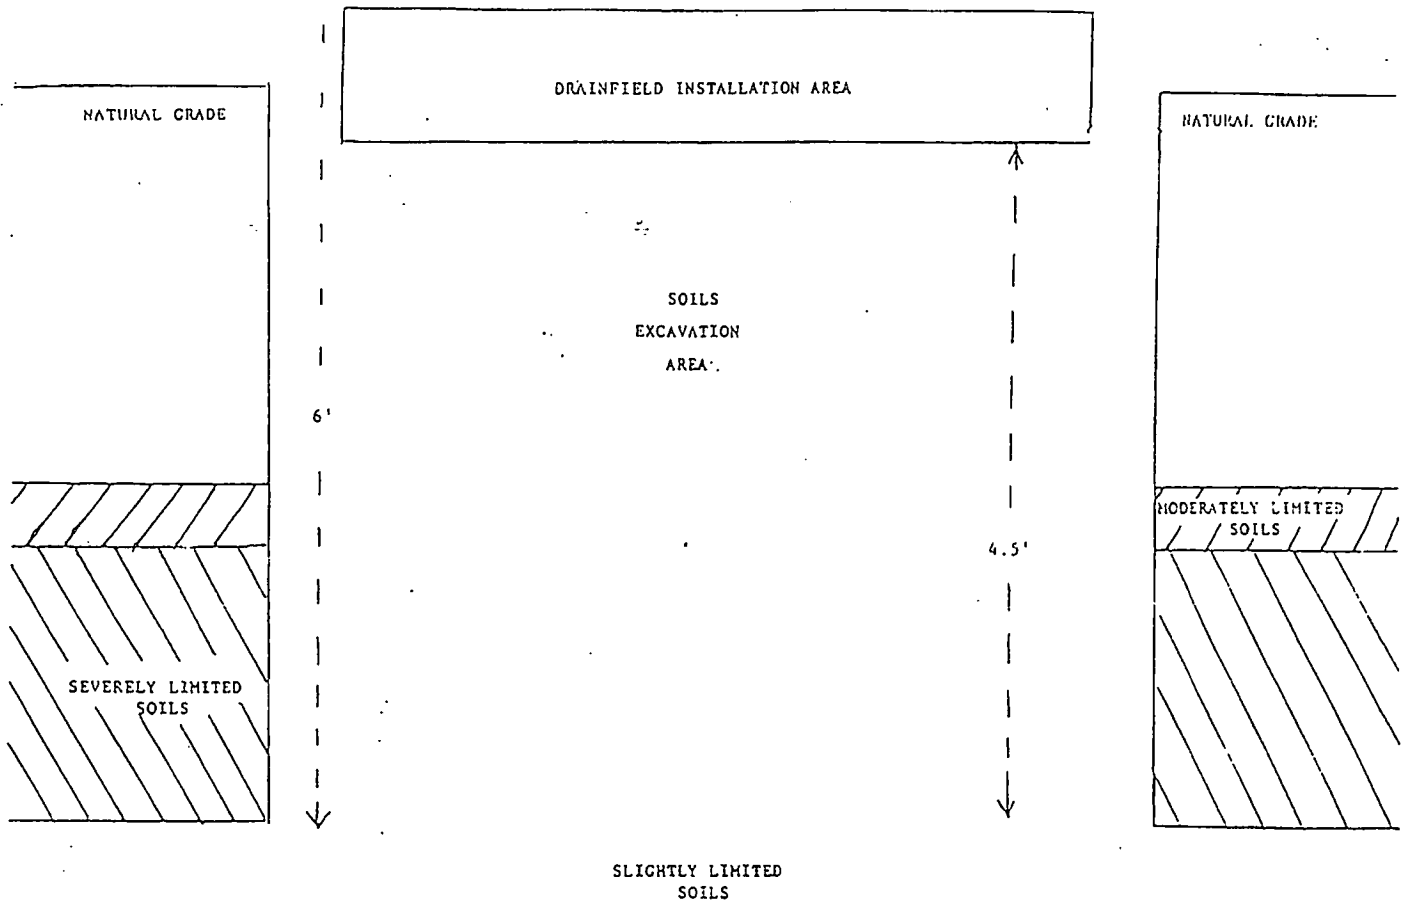 DRAINFIELD INSTALLATION AREA
NATURAL GRADE
NATURAL GRADE
SOILS
EXCAVATION
AREA
6'
MODERATELY LIMITED
SOILS
4.5'
SEVERELY LIMITED
SOILS
SLIGHTLY LIMITED
SOILS